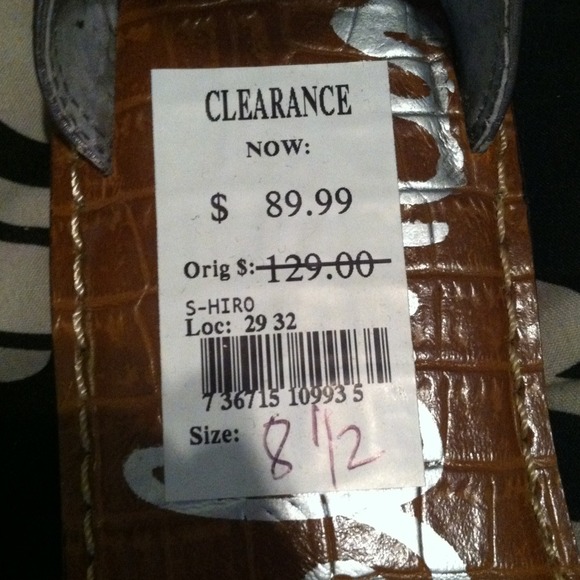 CLEARANCE
NOW:
$ 89.99
Orig $: 129.00
S-HIRO
Loc: 29 32
7 36715 10993 5
Size: 8 1/2